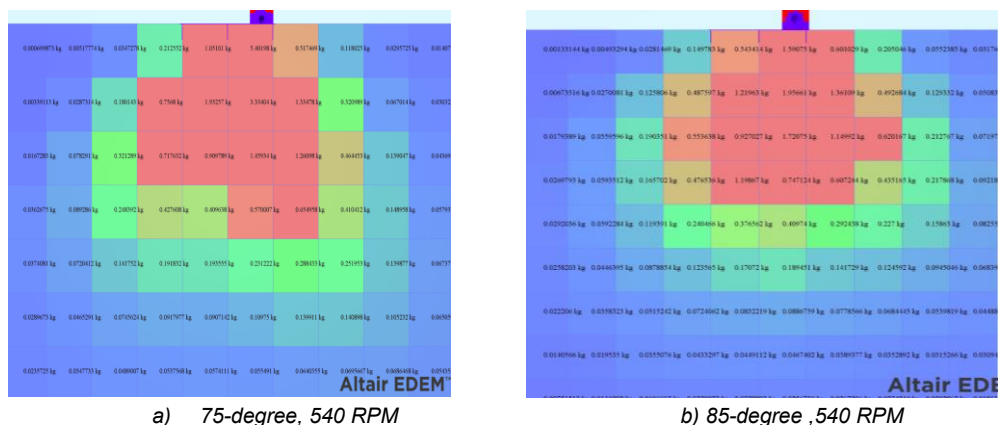 0.00699873 kg 0.0517774 kg 0.0347278 kg 0.212552 kg 1.05101 kg 5.40198 kg 0.517469 kg 0.118025 kg 0.0295725 kg
0.00339113 kg 0.0287314 kg 0.180143 kg 0.7568 kg 1.93257 kg 3.33404 kg 1.33478 kg 0.320989 kg 0.067014 kg
0.0167203 kg 0.078291 kg 0.321289 kg 0.717632 kg 0.909789 kg 1.45934 kg 1.26098 kg 0.464453 kg 0.139047 kg
0.0362675 kg 0.089286 kg 0.240392 kg 0.427608 kg 0.409638 kg 0.570007 kg 0.654958 kg 0.410412 kg 0.148958 kg
0.0374081 kg 0.0720412 kg 0.141752 kg 0.191832 kg 0.193555 kg 0.231222 kg 0.288433 kg 0.251953 kg 0.139877 kg
0.0289673 kg 0.0465291 kg 0.0745624 kg 0.0917977 kg 0.0907142 kg 0.10975 kg 0.139911 kg 0.140898 kg 0.105232 kg
0.0235725 kg 0.0347733 kg 0.0489007 kg 0.0537568 kg 0.0574111 kg 0.055491 kg 0.0640355 kg 0.0695667 kg 0.0686468 kg
Altair EDEM™
a) 75-degree, 540 RPM
0.00133144 kg 0.00493294 kg 0.0281469 kg 0.149783 kg 0.543414 kg 1.59075 kg 0.601029 kg 0.205046 kg 0.0552385 kg
0.00673516 kg 0.0270081 kg 0.125806 kg 0.487597 kg 1.21963 kg 1.95661 kg 1.36109 kg 0.492684 kg 0.129332 kg
0.0179389 kg 0.0559596 kg 0.190351 kg 0.553638 kg 0.927027 kg 1.72075 kg 1.14992 kg 0.620167 kg 0.212767 kg
0.0269793 kg 0.0593512 kg 0.165702 kg 0.476536 kg 1.19867 kg 0.747124 kg 0.607244 kg 0.435165 kg 0.217868 kg
0.0292036 kg 0.0592284 kg 0.119391 kg 0.240466 kg 0.376562 kg 0.40974 kg 0.292438 kg 0.227 kg 0.15863 kg
0.0258203 kg 0.0446395 kg 0.0878854 kg 0.123565 kg 0.17072 kg 0.189451 kg 0.141729 kg 0.124592 kg 0.0945046 kg
0.022206 kg 0.0358323 kg 0.0515242 kg 0.0724062 kg 0.0832219 kg 0.0886759 kg 0.0778566 kg 0.0684445 kg 0.0539819 kg
0.0140566 kg 0.019535 kg 0.0355076 kg 0.0433297 kg 0.0449112 kg 0.0467402 kg 0.0389377 kg 0.0352892 kg 0.0315266 kg
Altair EDE
b) 85-degree ,540 RPM